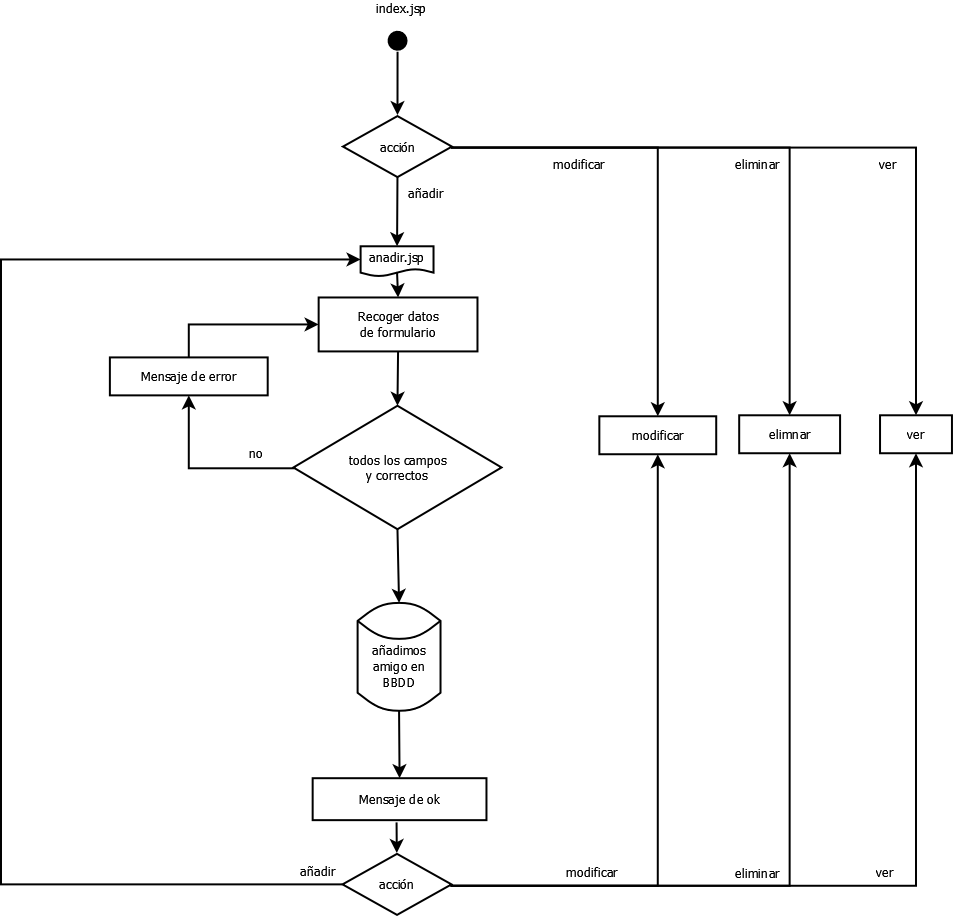 index.jsp
acción
modificar
eliminar
ver
añadir
anadir.jsp
Recoger datos
de formulario
Mensaje de error
modificar
elimnar
ver
no
todos los campos
y correctos
añadimos
amigo en
BBDD
Mensaje de ok
añadir
acción
modificar
eliminar
ver